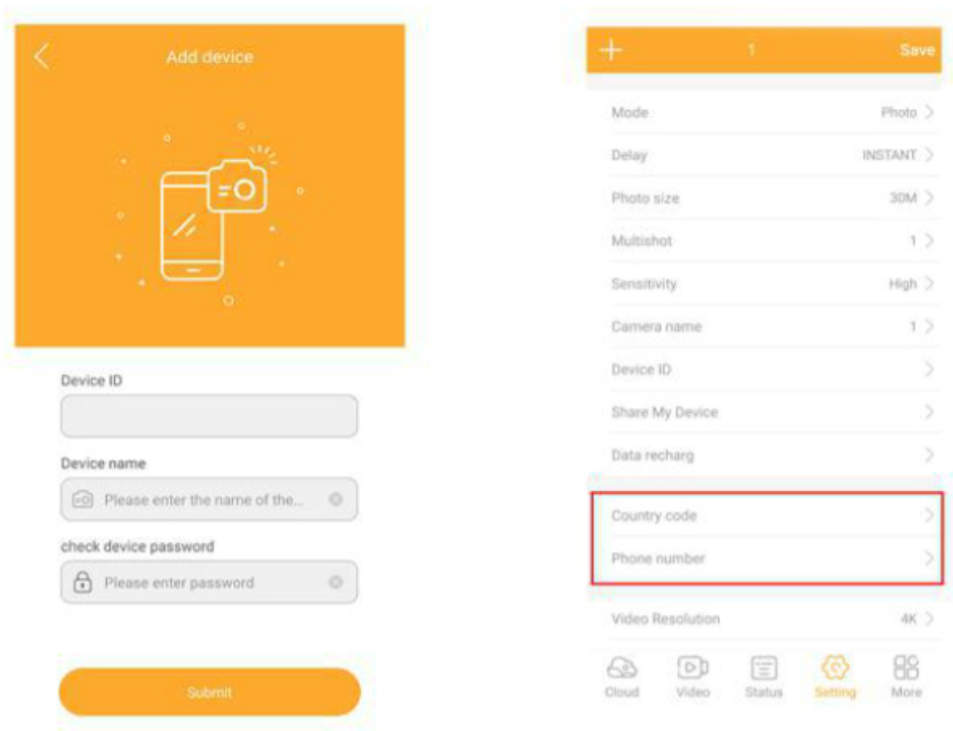 Add device
Device ID
Device name
Please enter the name of the...
check device password
Please enter password
Submit
1 Save
Mode Photo
Delay INSTANT
Photo size 30M
Multishot 1
Sensitivity High
Camera name 1
Device ID
Share My Device
Data recharg
Country code
Phone number
Video Resolution 4K
Cloud Video Status Setting More